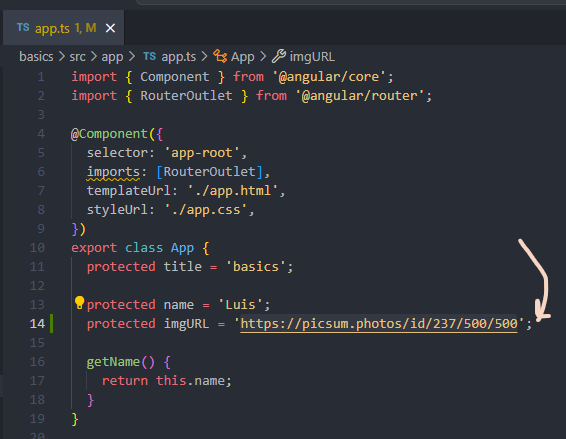 TS app.ts 1, M ×
basics > src > app > TS app.ts > App > imgURL
1 import { Component } from '@angular/core';
2 import { RouterOutlet } from '@angular/router';
3
4 @Component({
5 selector: 'app-root',
6 imports: [RouterOutlet],
7 templateUrl: './app.html',
8 styleUrl: './app.css',
9 })
10 export class App {
11 protected title = 'basics';
12
13 protected name = 'Luis';
14 protected imgURL = 'https://picsum.photos/id/237/500/500';
15
16 getName() {
17 return this.name;
18 }
19 }
20